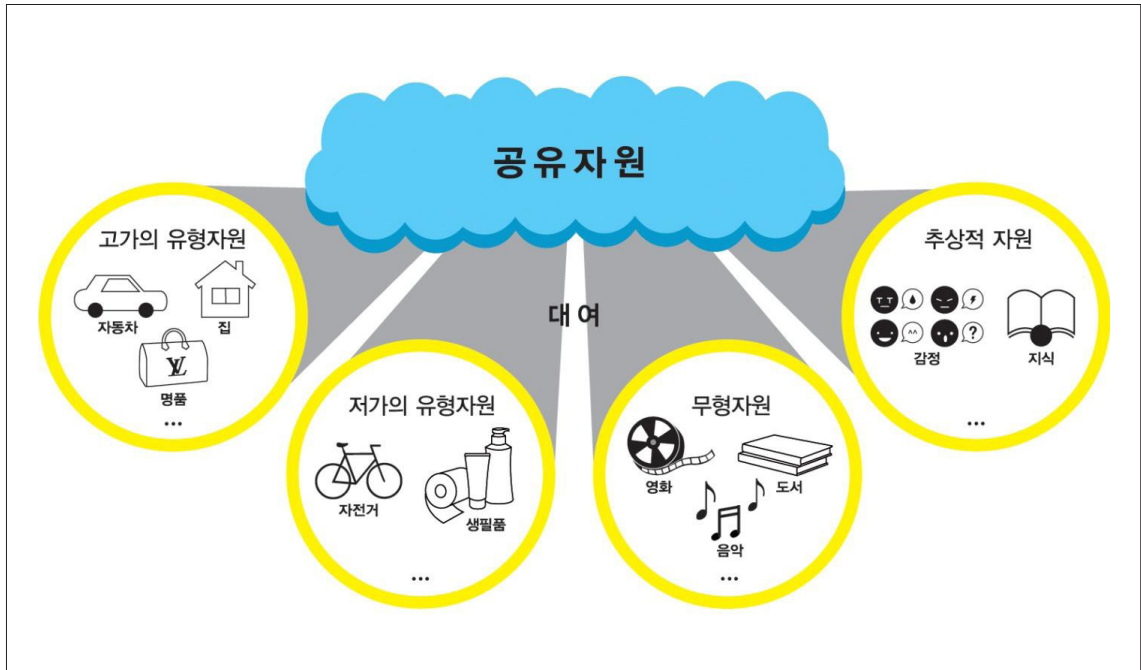 공유자원
대여
고가의 유형자원
자동차
집
명품
...
저가의 유형자원
자전거
생필품
...
무형자원
영화
도서
음악
...
추상적 자원
TT
^^
?
감정
지식
...